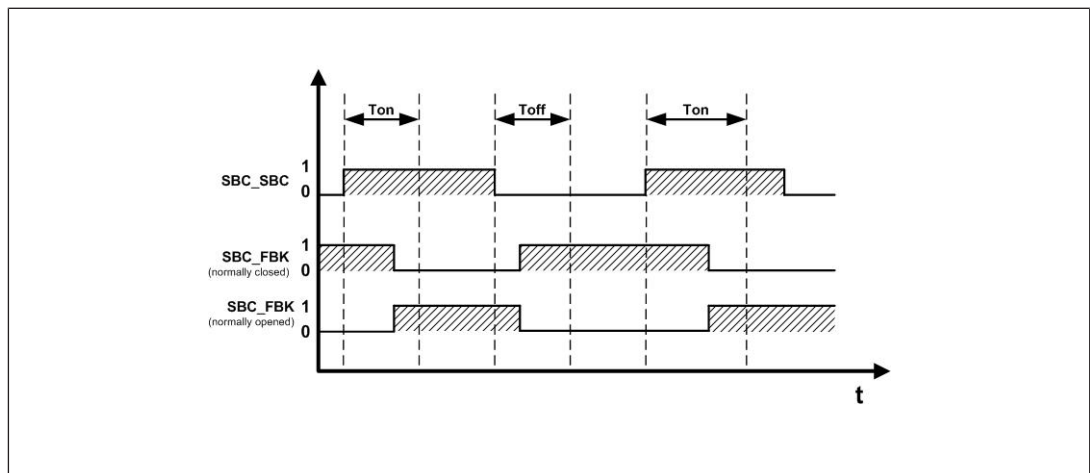 Ton
Toff
Ton
SBC_SBC
1
0
SBC_FBK
(normally closed)
1
0
SBC_FBK
(normally opened)
1
0
t